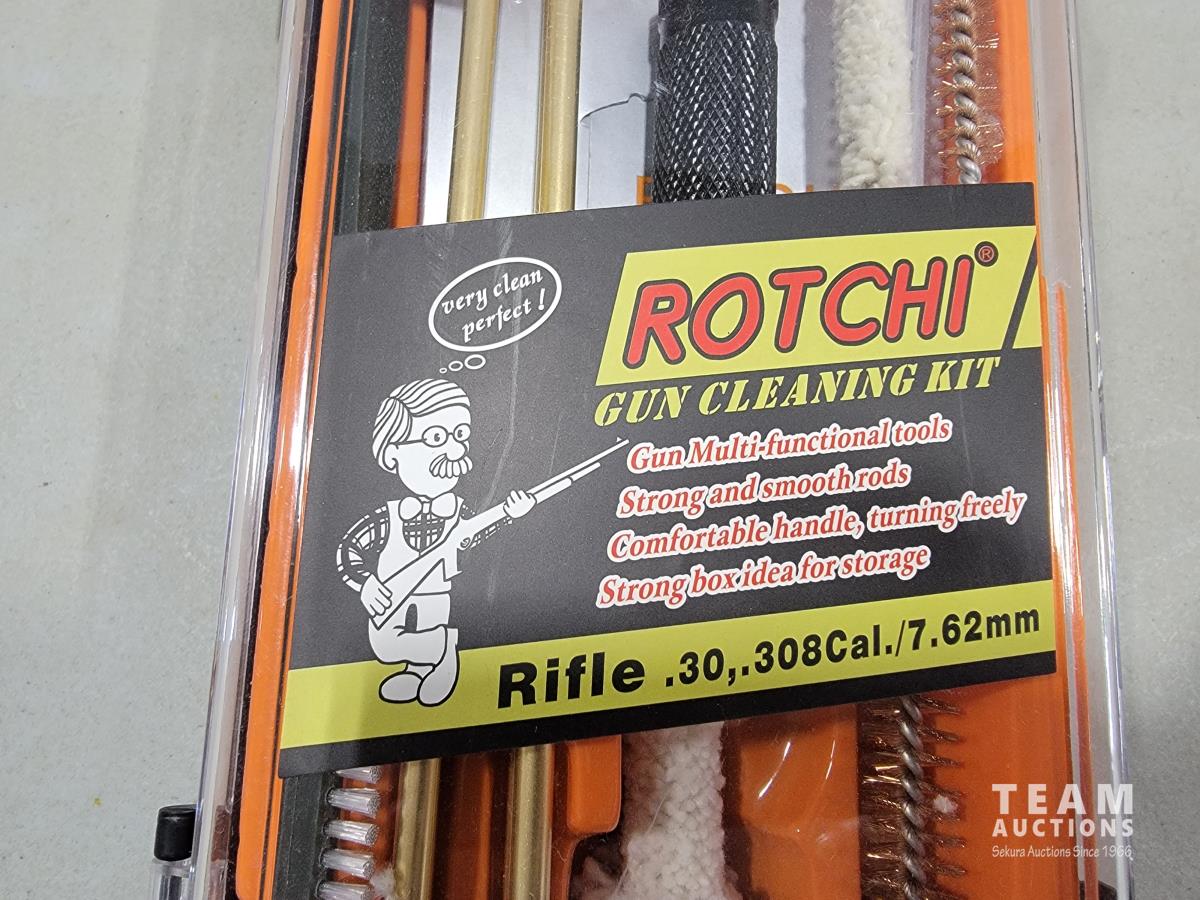 very clean
perfect !
ROTCHI®
GUN CLEANING KIT
Gun Multi-functional tools
Strong and smooth rods
Comfortable handle, turning freely
Strong box idea for storage
Rifle .30,.308Cal./7.62mm
TEAM
AUCTIONS
Sekura Auctions Since 1966